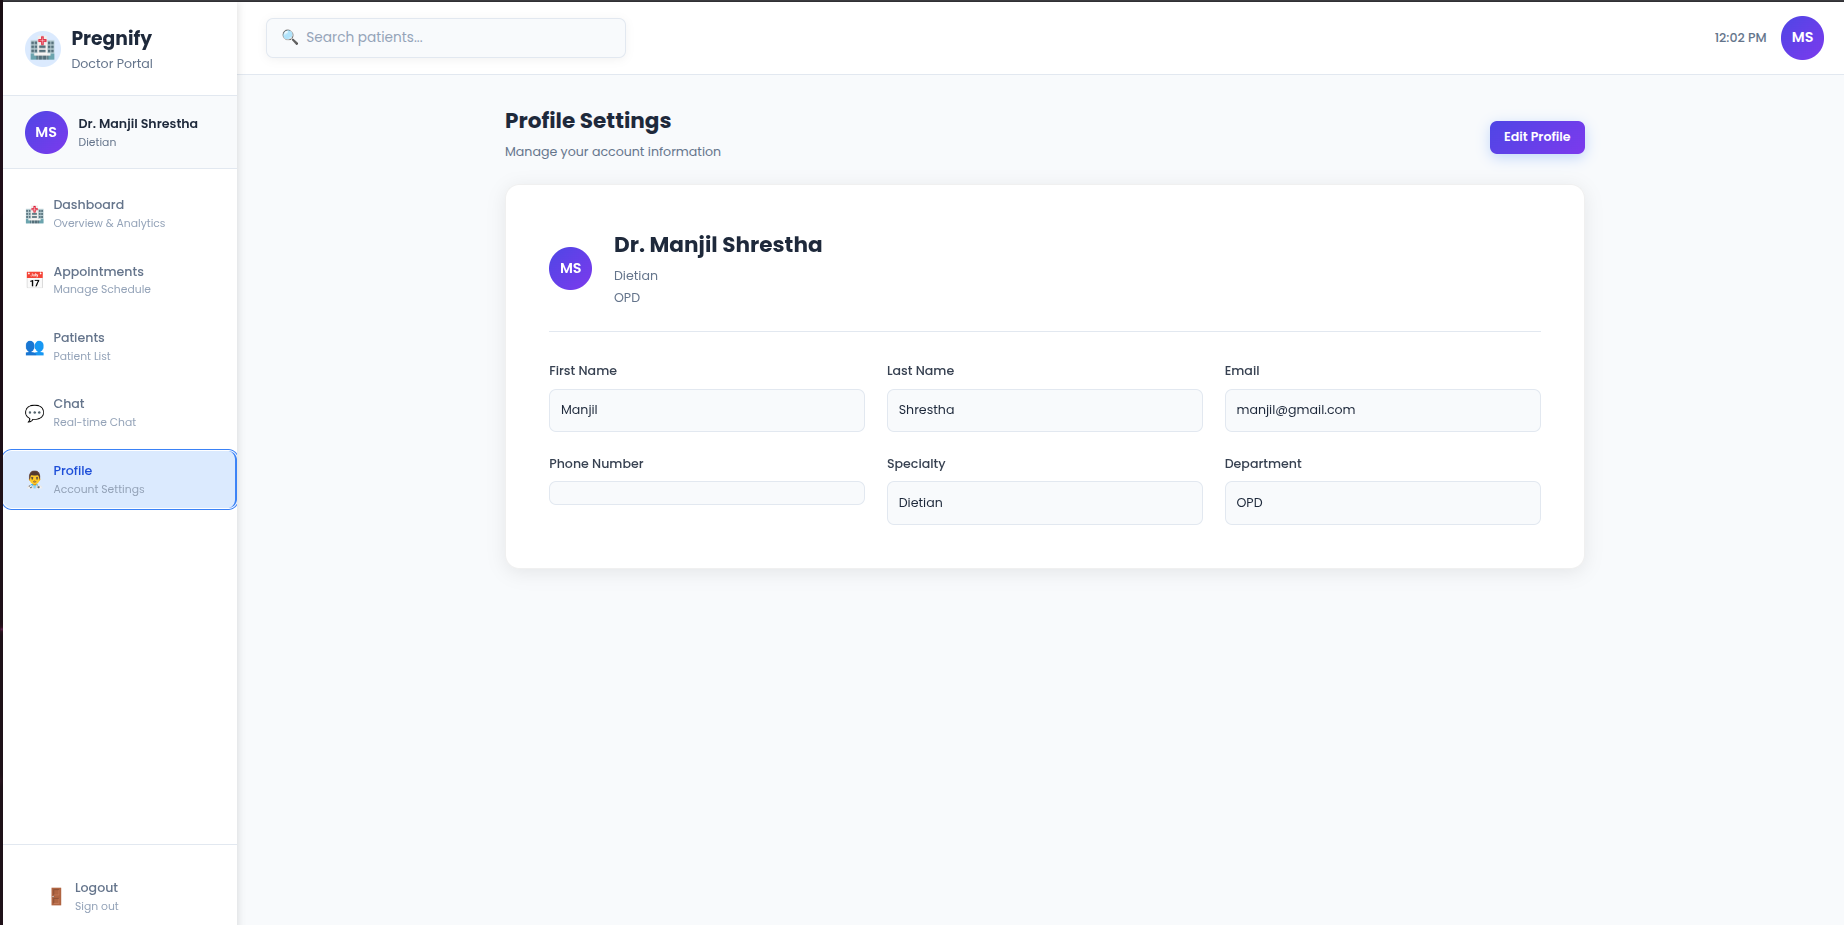 Pregnify
Doctor Portal
Dr. Manjil Shrestha
Dietian
Dashboard
Overview & Analytics
Appointments
Manage Schedule
Patients
Patient List
Chat
Real-time Chat
Profile
Account Settings
Logout
Sign out
Search patients...
12:02 PM
MS
MS
Profile Settings
Manage your account information
Edit Profile
MS
Dr. Manjil Shrestha
Dietian
OPD
First Name
Manjil
Last Name
Shrestha
Email
manjil@gmail.com
Phone Number
Specialty
Dietian
Department
OPD